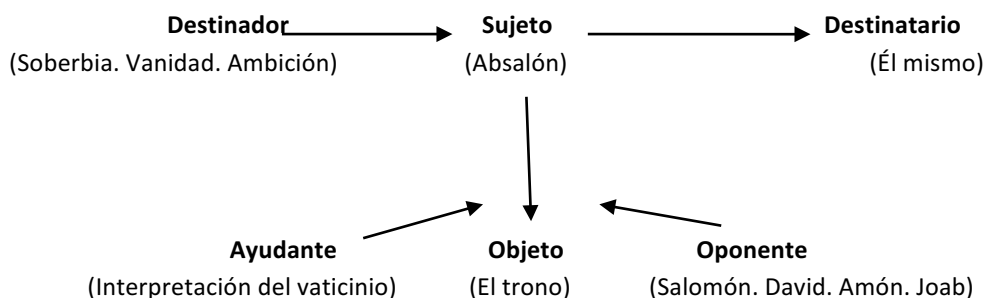 Destinador Sujeto Destinatario
(Soberbia. Vanidad. Ambición) (Absalón) (Él mismo)
Ayudante Objeto Oponente
(Interpretación del vaticinio) (El trono) (Salomón. David. Amón. Joab)